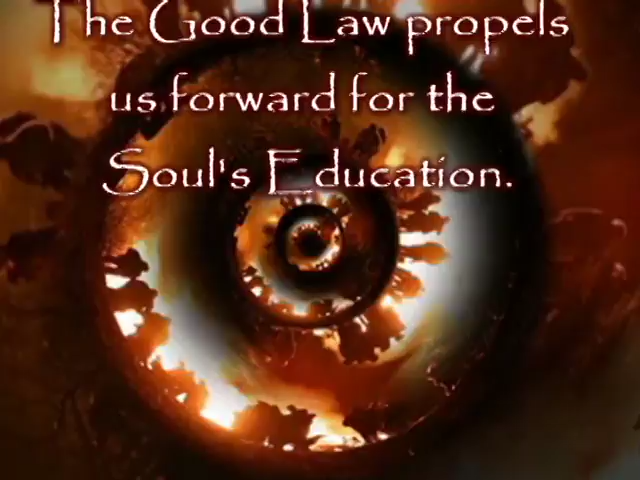 The Good Law propels
us forward for the
Soul's Education.